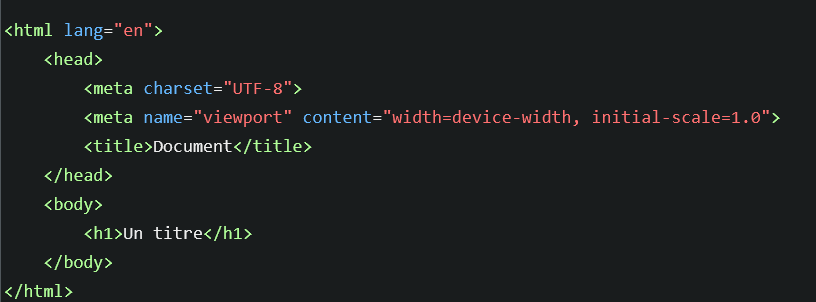 <html lang="en">
    <head>
        <meta charset="UTF-8">
        <meta name="viewport" content="width=device-width, initial-scale=1.0">
        <title>Document</title>
    </head>
    <body>
        <h1>Un titre</h1>
    </body>
</html>